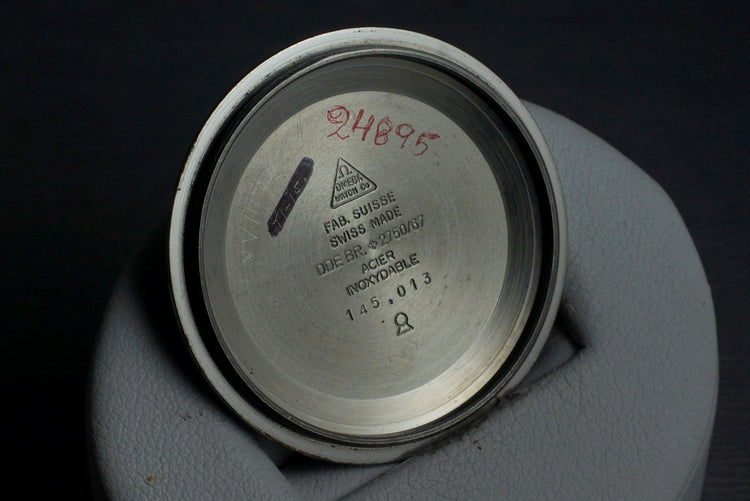 24895
Ω
OMEGA
WATCH CO
FAB. SUISSE
SWISS MADE
DDE BR. ✙ 2750/67
ACIER
INOXYDABLE
145.013